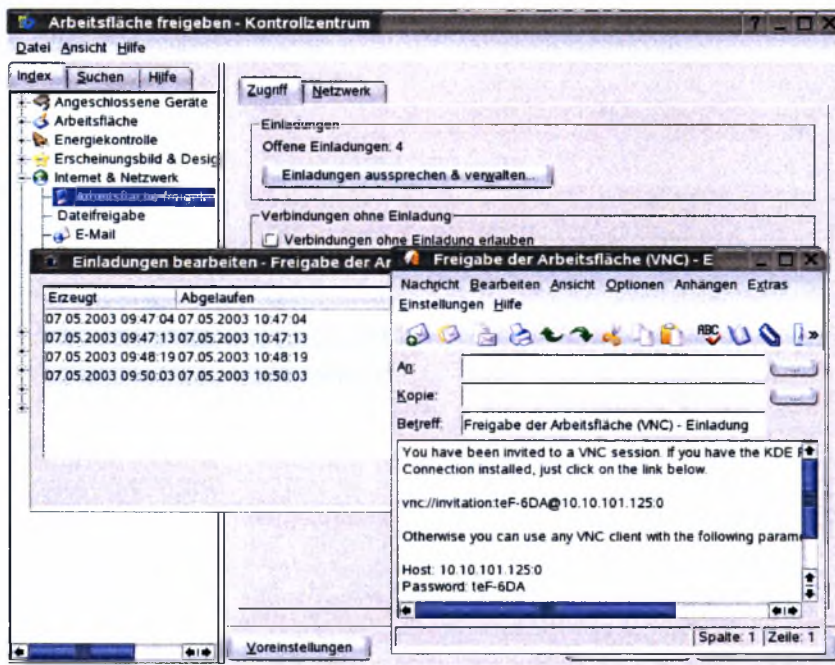 Arbeitsfläche freigeben - Kontrollzentrum
Datei Ansicht Hilfe
Index Suchen Hilfe
Angeschlossene Geräte
Arbeitsfläche
Energiekontrolle
Erscheinungsbild & Desig
Internet & Netzwerk
Arbeitsfläche freigeben
Dateifreigabe
E-Mail
Zugriff Netzwerk
Einladungen
Offene Einladungen: 4
Einladungen aussprechen & verwalten...
Verbindungen ohne Einladung
Verbindungen ohne Einladung erlauben
Einladungen bearbeiten - Freigabe der Ar
Erzeugt Abgelaufen
07.05.2003 09:47:04 07.05.2003 10:47:04
07.05.2003 09:47:13 07.05.2003 10:47:13
07.05.2003 09:48:19 07.05.2003 10:48:19
07.05.2003 09:50:03 07.05.2003 10:50:03
Freigabe der Arbeitsfläche (VNC) - E
Nachricht Bearbeiten Ansicht Optionen Anhängen Extras
Einstellungen Hilfe
ABC
An:
Kopie:
Betreff: Freigabe der Arbeitsfläche (VNC) - Einladung
You have been invited to a VNC session. If you have the KDE
Connection installed, just click on the link below.
vnc://invitation:teF-6DA@10.10.101.125:0
Otherwise you can use any VNC client with the following param
Host: 10.10.101.125:0
Password: teF-6DA
Spalte: 1 Zeile: 1
Voreinstellungen